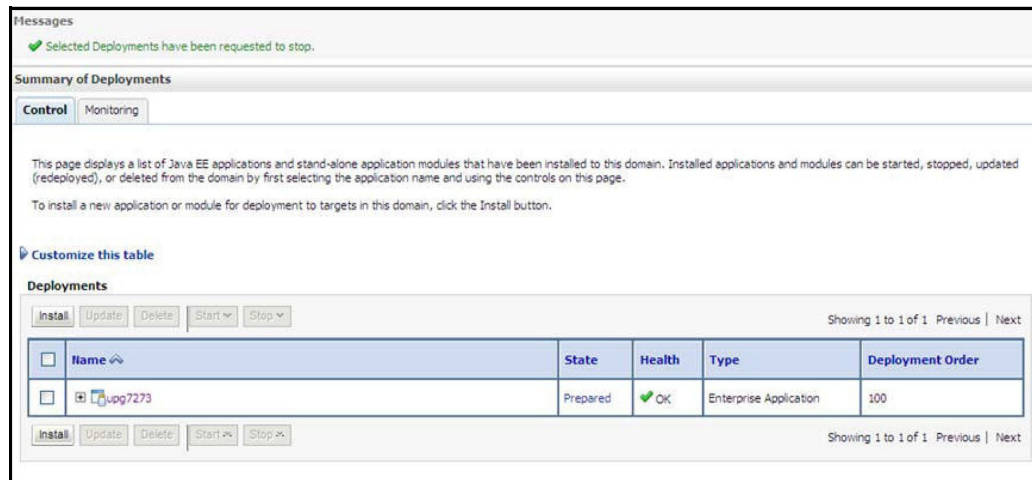 Messages
Selected Deployments have been requested to stop.
Summary of Deployments
Control Monitoring
This page displays a list of Java EE applications and stand-alone application modules that have been installed to this domain. Installed applications and modules can be started, stopped, updated
(redeployed), or deleted from the domain by first selecting the application name and using the controls on this page.
To install a new application or module for deployment to targets in this domain, click the Install button.
Customize this table
Deployments
Install Update Delete Start Stop Showing 1 to 1 of 1 Previous | Next
Name State Health Type Deployment Order
upg7273 Prepared OK Enterprise Application 100
Install Update Delete Start Stop Showing 1 to 1 of 1 Previous | Next